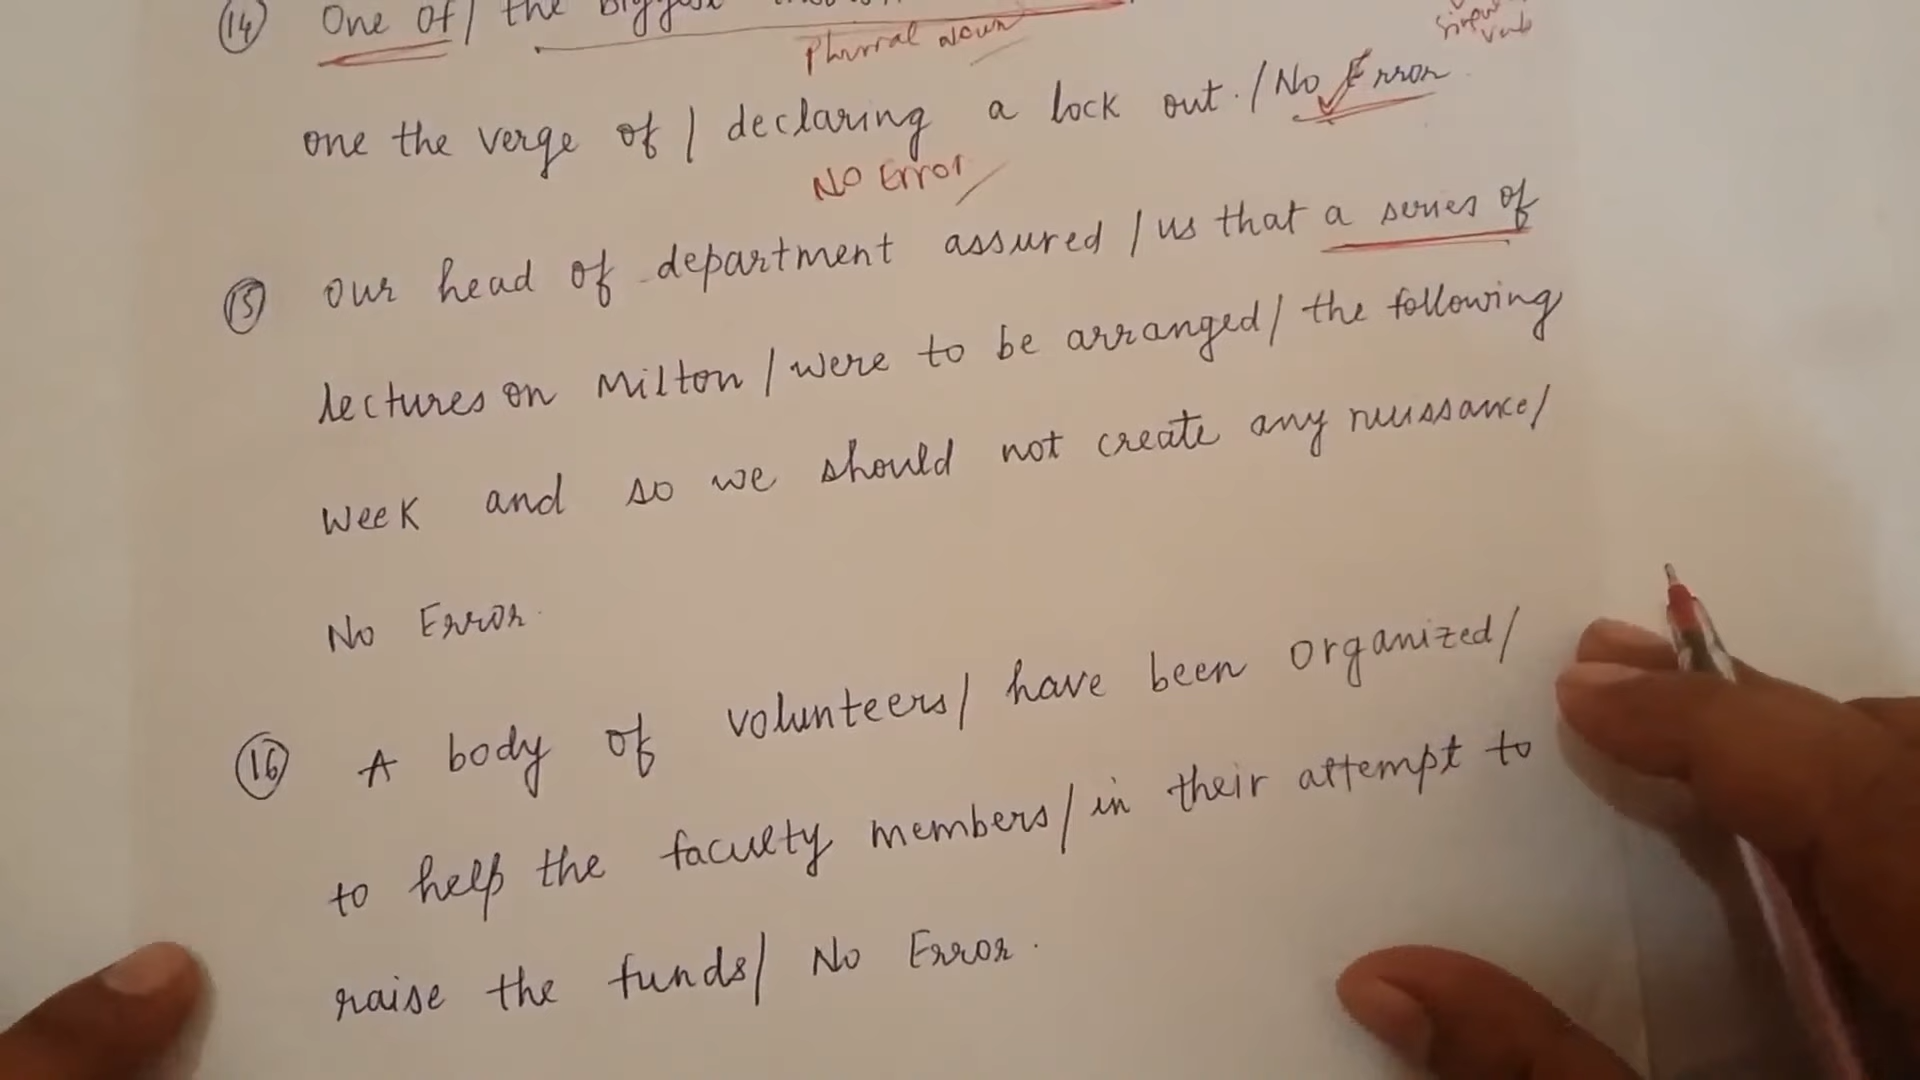 (14) One of / the biggest
Plurral Noun
verb
one the verge of / declaring a lock out. / No Error
NO Error
(15) Our head of department assured / us that a series of
lectures on Milton / were to be arranged / the following
week and so we should not create any nuissance /
No Error.
(16) A body of volunteers / have been organized /
to help the faculty members / in their attempt to
raise the funds / No Error.